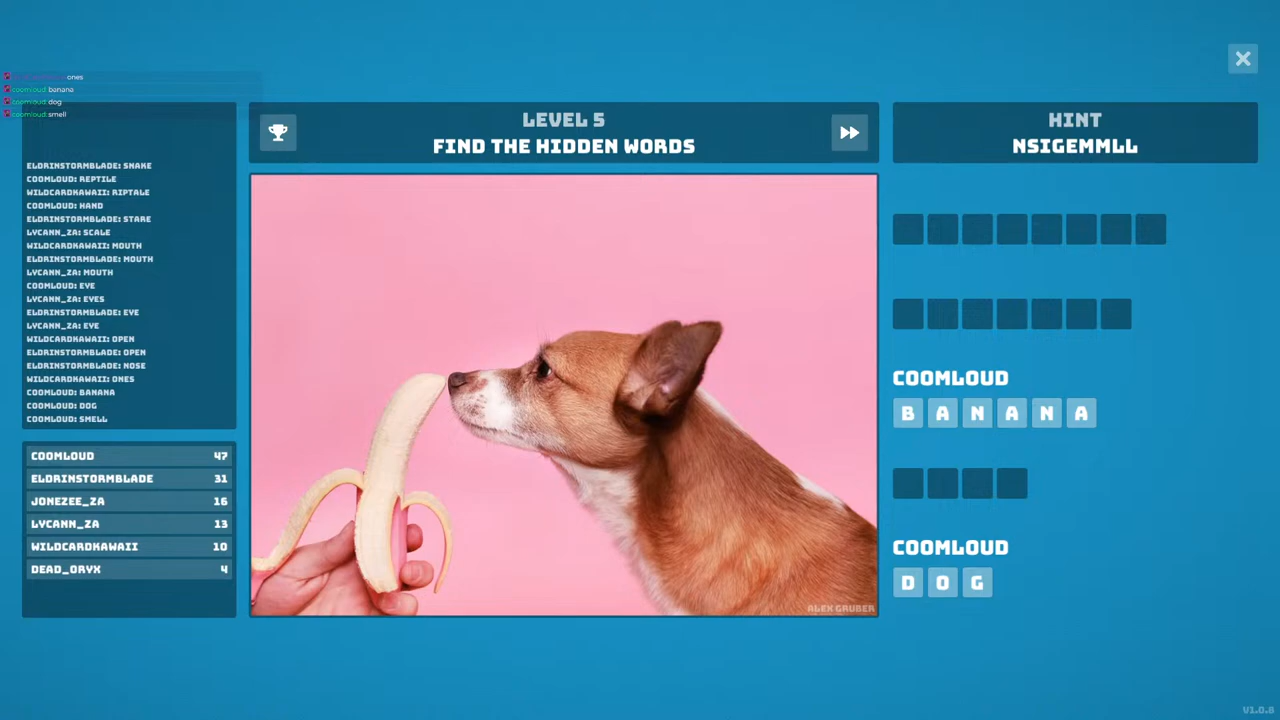 ones
coomloud: banana
coomloud: dog
coomloud: smell
ELDRINSTORMBLADE: SNAKE
COOMLOUD: REPTILE
WILDCARDKAWAII: RIPTALE
COOMLOUD: HAND
ELDRINSTORMBLADE: STARE
LYCANN_ZA: SCALE
WILDCARDKAWAII: MOUTH
ELDRINSTORMBLADE: MOUTH
LYCANN_ZA: MOUTH
COOMLOUD: EYE
LYCANN_ZA: EYES
ELDRINSTORMBLADE: EYE
LYCANN_ZA: EYE
WILDCARDKAWAII: OPEN
ELDRINSTORMBLADE: OPEN
ELDRINSTORMBLADE: NOSE
WILDCARDKAWAII: ONES
COOMLOUD: BANANA
COOMLOUD: DOG
COOMLOUD: SMELL
COOMLOUD 47
ELDRINSTORMBLADE 31
JONEZEE_ZA 16
LYCANN_ZA 13
WILDCARDKAWAII 10
DEAD_ORYX 4
LEVEL 5
FIND THE HIDDEN WORDS
ALEX GRUBER
HINT
NSIGEMMLL
COOMLOUD
BANANA
COOMLOUD
DOG
V1.0.8